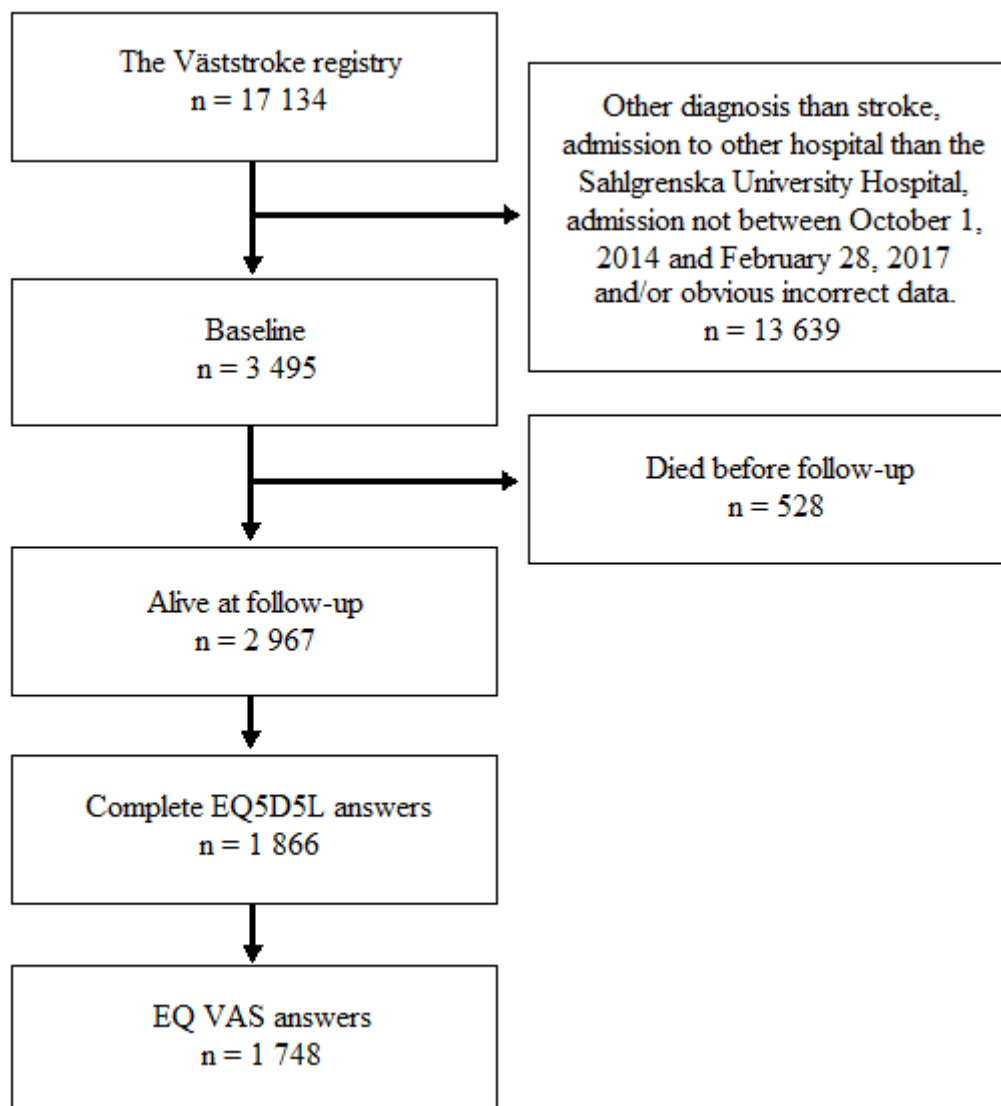 The Väststroke registry
n = 17 134
Other diagnosis than stroke,
admission to other hospital than the
Sahlgrenska University Hospital,
admission not between October 1,
2014 and February 28, 2017
and/or obvious incorrect data.
n = 13 639
Baseline
n = 3 495
Died before follow-up
n = 528
Alive at follow-up
n = 2 967
Complete EQ5D5L answers
n = 1 866
EQ VAS answers
n = 1 748